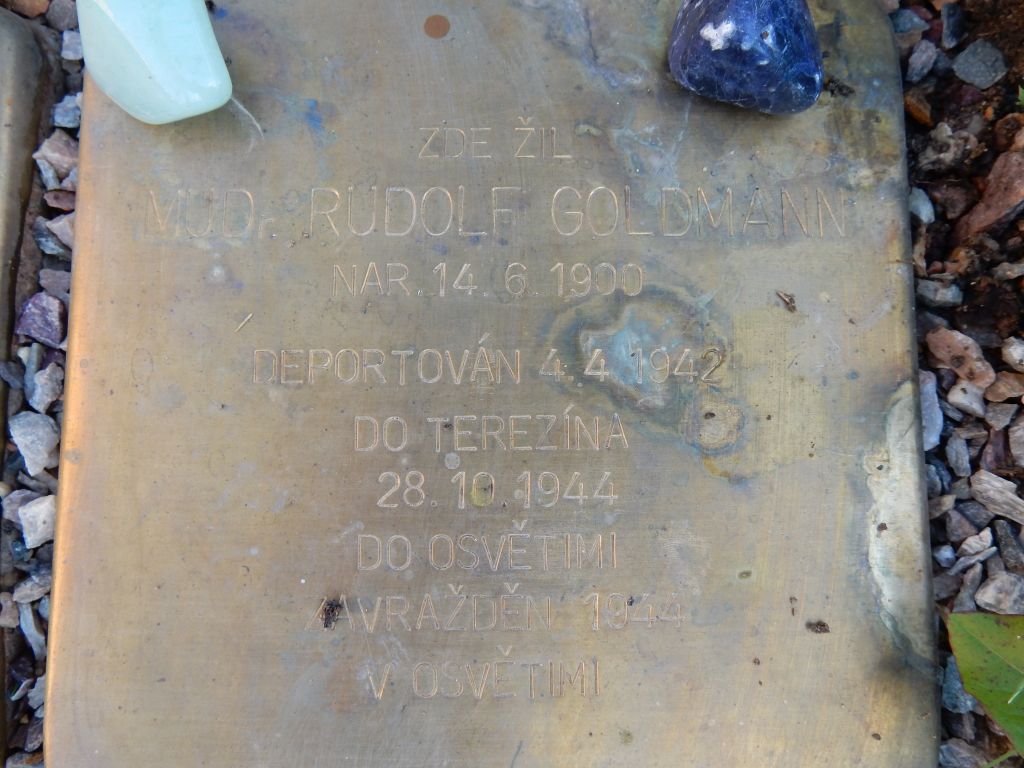 ZDE ŽIL
MUDr RUDOLF GOLDMANN
NAR. 14. 6. 1900
DEPORTOVÁN 4. 4 1942
DO TEREZÍNA
28. 10. 1944
DO OSVĚTIMI
ZAVRAŽDĚN 1944
V OSVĚTIMI